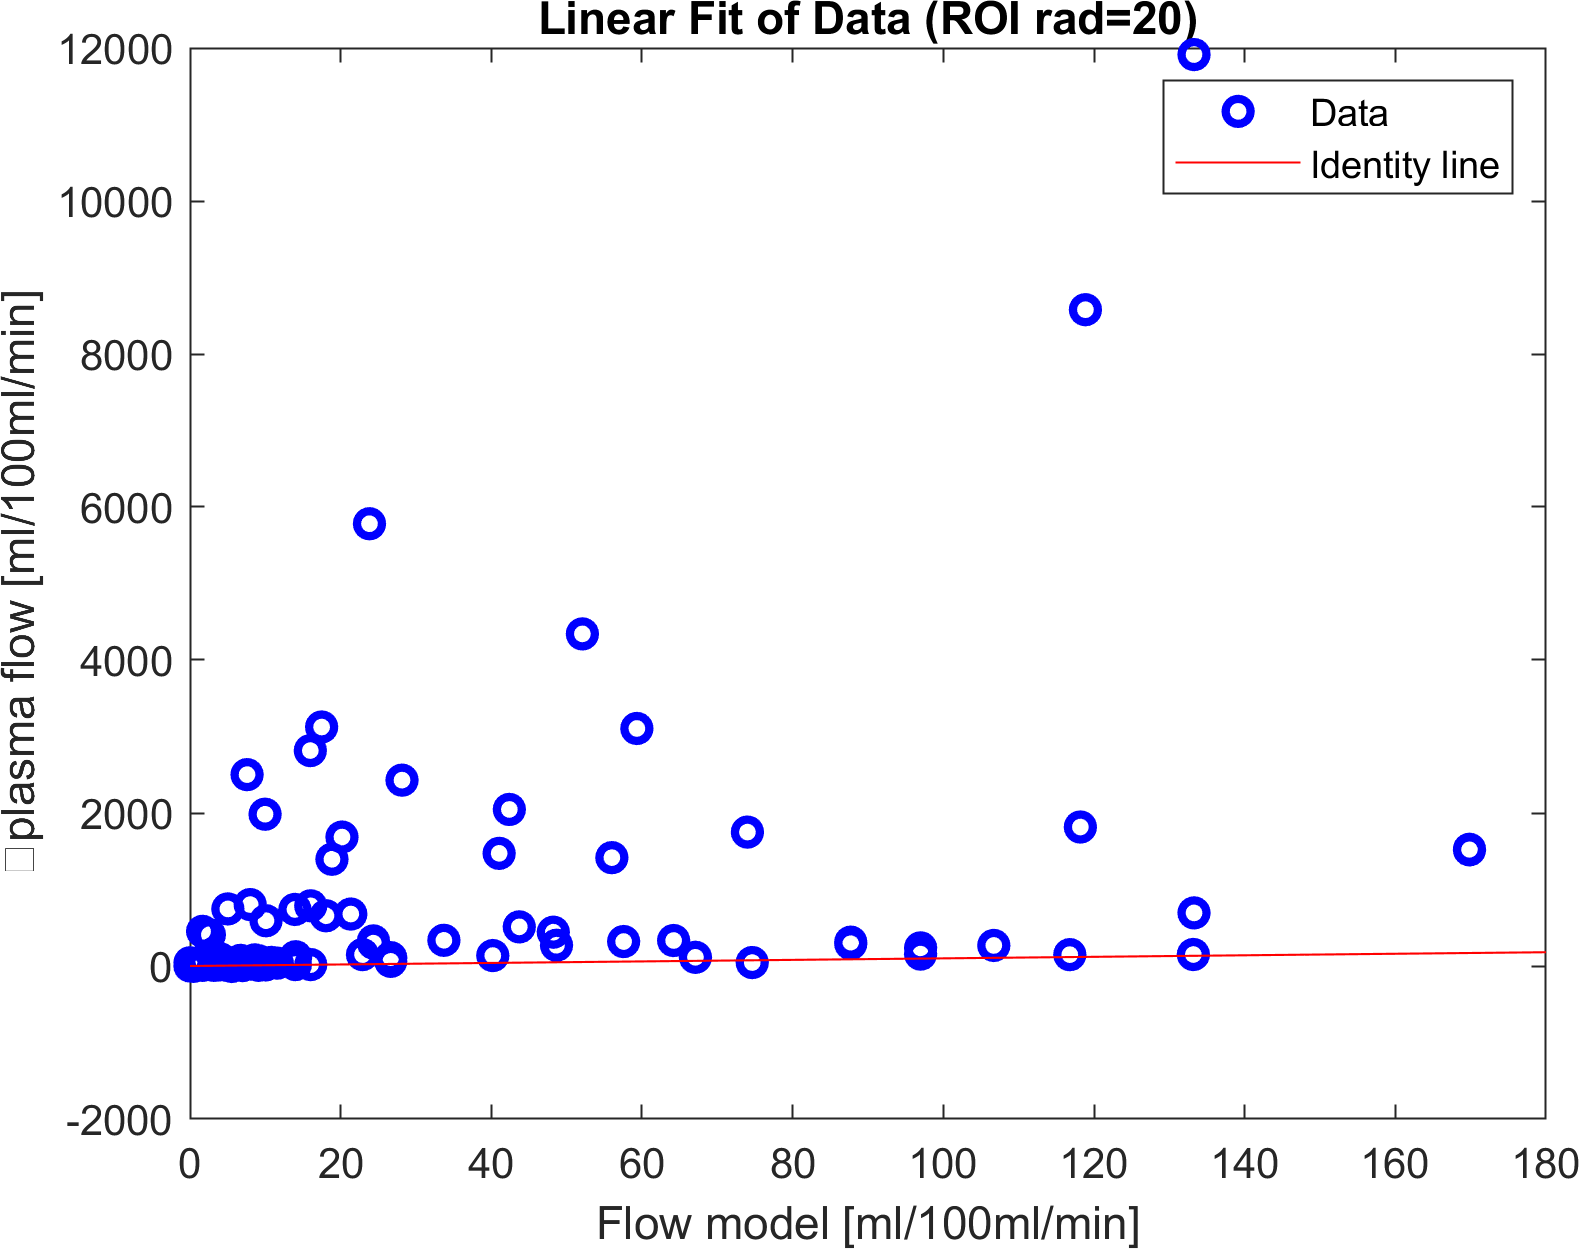 Linear Fit of Data (ROI rad=20)
12000
10000
8000
6000
4000
2000
0
-2000
0 20 40 60 80 100 120 140 160 180
Data
Identity line
□plasma flow [ml/100ml/min]
Flow model [ml/100ml/min]